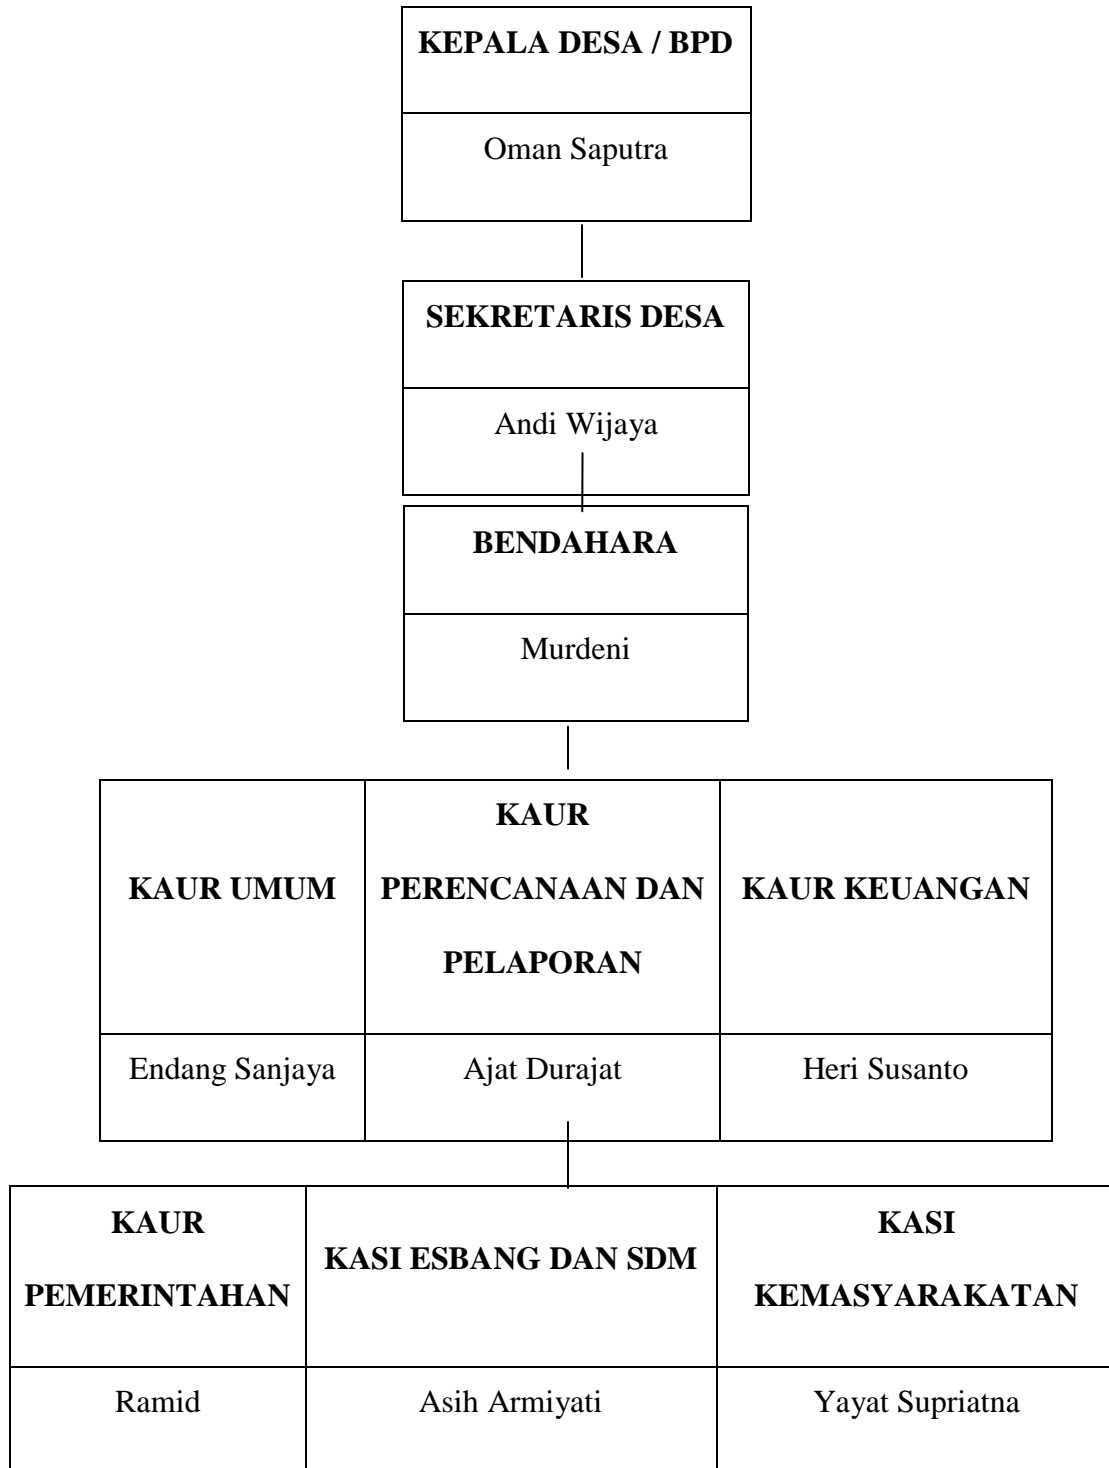 KEPALA DESA / BPD
Oman Saputra
SEKRETARIS DESA
Andi Wijaya
BENDAHARA
Murdeni
KAUR UMUM
KAUR
PERENCANAAN DAN
PELAPORAN
KAUR KEUANGAN
Endang Sanjaya
Ajat Durajat
Heri Susanto
KAUR
PEMERINTAHAN
KASI ESBANG DAN SDM
KASI
KEMASYARAKATAN
Ramid
Asih Armiyati
Yayat Supriatna